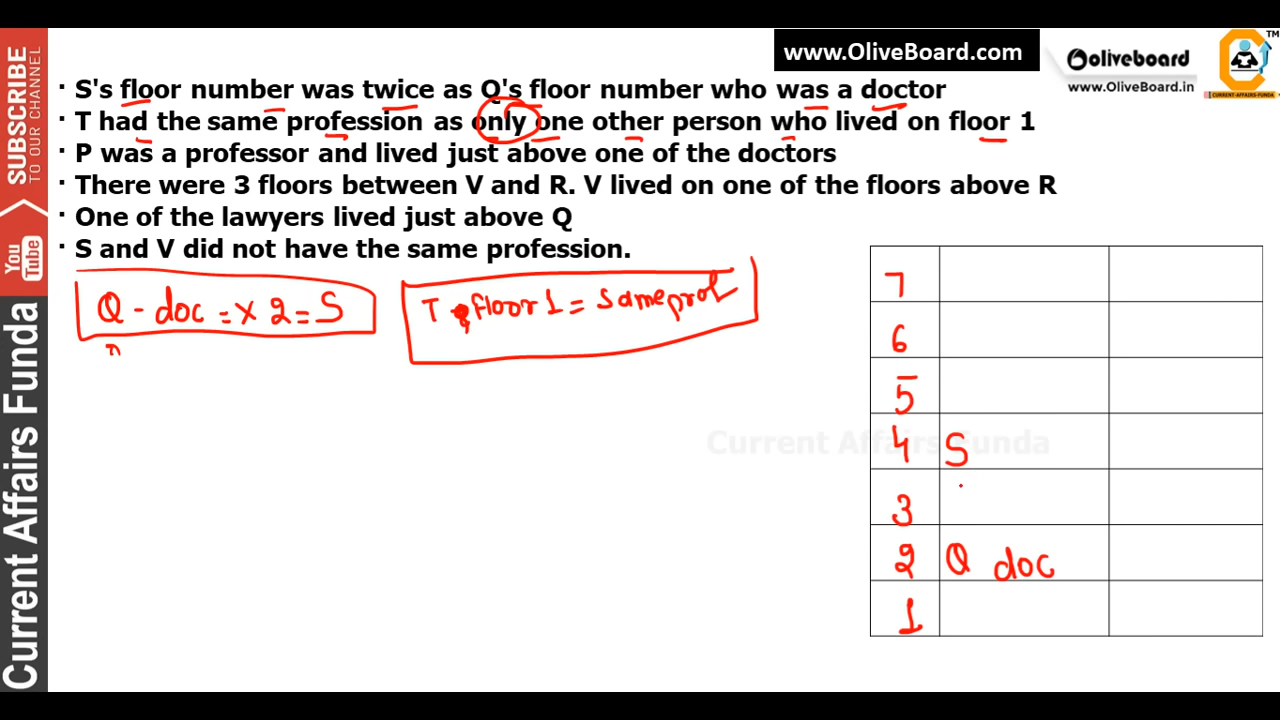 www.OliveBoard.com
oliveboard
www.OliveBoard.in
TM
CURRENT-AFFAIRS-FUNDA
SUBSCRIBE
TO OUR CHANNEL
You Tube
Current Affairs Funda
· S's floor number was twice as Q's floor number who was a doctor
· T had the same profession as only one other person who lived on floor 1
· P was a professor and lived just above one of the doctors
· There were 3 floors between V and R. V lived on one of the floors above R
· One of the lawyers lived just above Q
· S and V did not have the same profession.
Q - doc = x 2 = S
T floor 1 = Same prof
Current Affairs Funda
7
6
5
4 S
3
2 Q doc
1